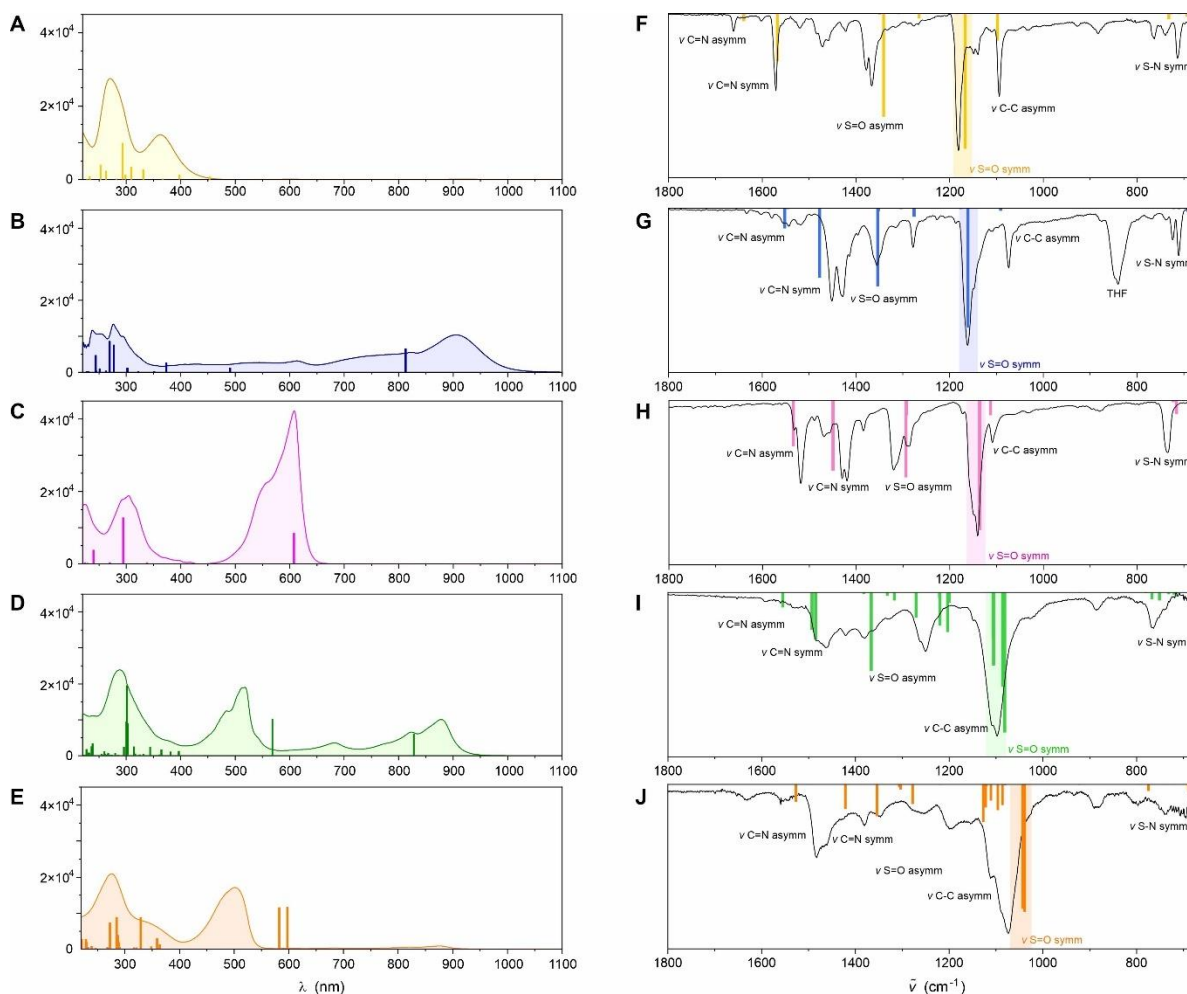 A
4×10⁴
2×10⁴
0
300 400 500 600 700 800 900 1000 1100
B
4×10⁴
2×10⁴
0
300 400 500 600 700 800 900 1000 1100
C
4×10⁴
2×10⁴
0
300 400 500 600 700 800 900 1000 1100
D
4×10⁴
2×10⁴
0
300 400 500 600 700 800 900 1000 1100
E
4×10⁴
2×10⁴
0
300 400 500 600 700 800 900 1000 1100
λ (nm)
F
ν C=N asymm
ν C=N symm
ν S=O asymm
ν S=O symm
ν C-C asymm
ν S-N symm
1800 1600 1400 1200 1000 800
G
ν C=N asymm
ν C=N symm
ν S=O asymm
ν S=O symm
ν C-C asymm
THF
ν S-N symm
1800 1600 1400 1200 1000 800
H
ν C=N asymm
ν C=N symm
ν S=O asymm
ν S=O symm
ν C-C asymm
ν S-N symm
1800 1600 1400 1200 1000 800
I
ν C=N asymm
ν C=N symm
ν S=O asymm
ν C-C asymm
ν S=O symm
ν S-N sym
1800 1600 1400 1200 1000 800
J
ν C=N asymm
ν C=N symm
ν S=O asymm
ν C-C asymm
ν S=O symm
ν S-N symm
1800 1600 1400 1200 1000 800
ν̃ (cm⁻¹)